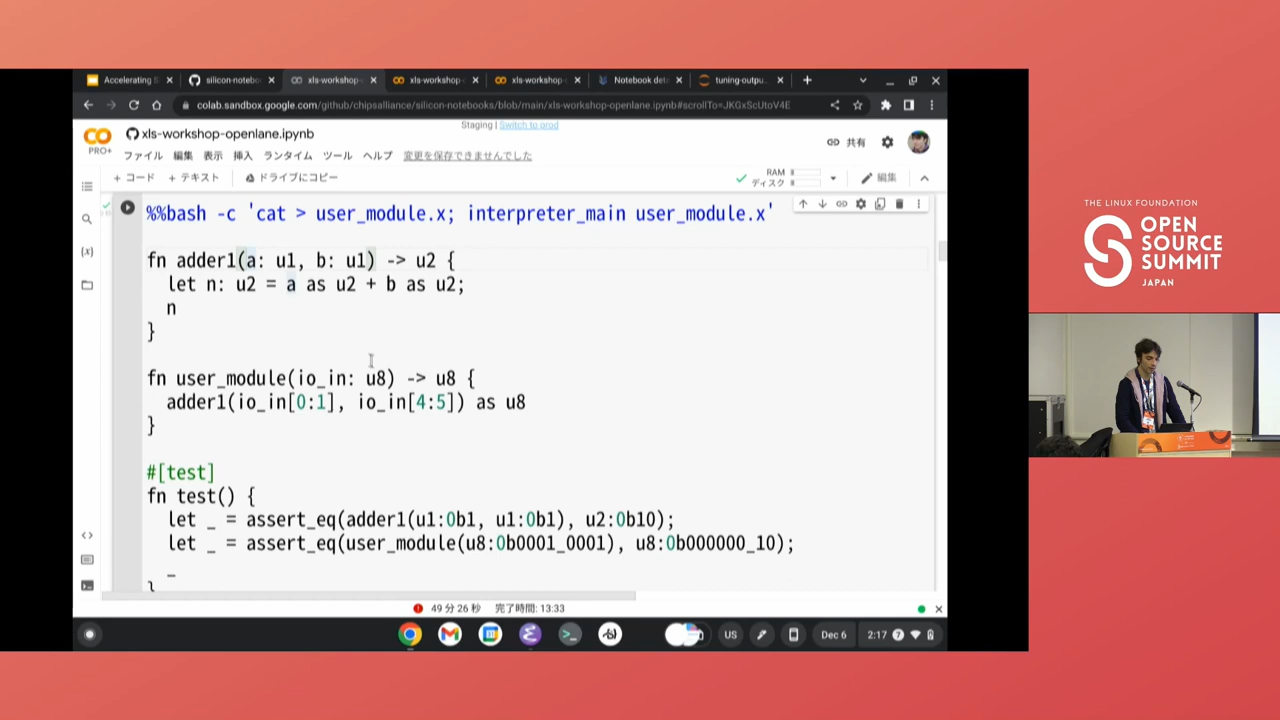 Accelerating S
silicon-notebo
xls-workshop-
xls-workshop-
xls-workshop-
Notebook deta
tuning-outpu
colab.sandbox.google.com/github/chipsalliance/silicon-notebooks/blob/main/xls-workshop-openlane.ipynb#scrollTo=JKGxScUtoV4E
Staging | Switch to prod
xls-workshop-openlane.ipynb
PRO+
共有
ファイル 編集 表示 挿入 ランタイム ツール ヘルプ 変更を保存できませんでした
+ コード + テキスト ドライブにコピー
RAM
ディスク
編集
%%bash -c 'cat > user_module.x; interpreter_main user_module.x'
fn adder1(a: u1, b: u1) -> u2 {
let n: u2 = a as u2 + b as u2;
n
}
fn user_module(io_in: u8) -> u8 {
adder1(io_in[0:1], io_in[4:5]) as u8
}
#[test]
fn test() {
let _ = assert_eq(adder1(u1:0b1, u1:0b1), u2:0b10);
let _ = assert_eq(user_module(u8:0b0001_0001), u8:0b000000_10);
_
}
49 分 26 秒 完了時間: 13:33
US
Dec 6
2:17
THE LINUX FOUNDATION
OPEN
SOURCE
SUMMIT
JAPAN